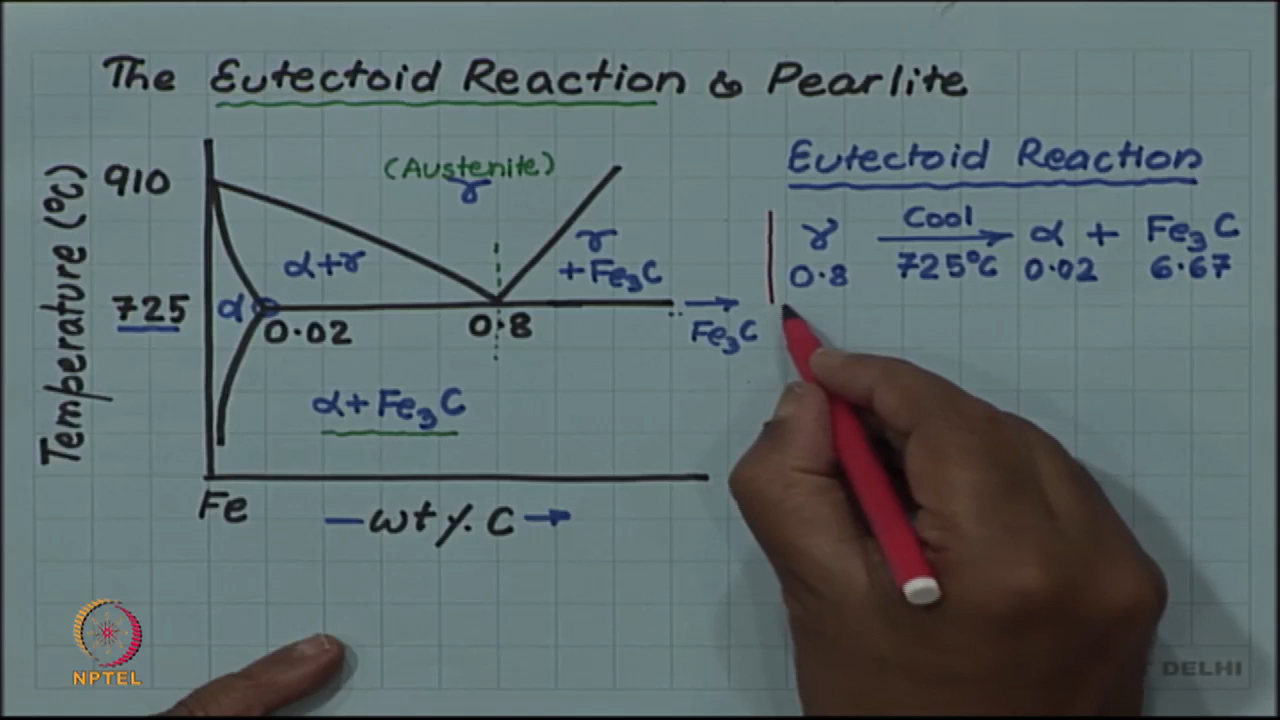 The Eutectoid Reaction & Pearlite
Temperature (°C)
910
725
(Austenite)
γ
α+γ
γ
+Fe₃C
α
0.02
0.8
Fe₃C
α+Fe₃C
Fe
wt %. C
Eutectoid Reaction
γ Cool α + Fe₃C
0.8 725°C 0.02 6.67
NPTEL
DELHI